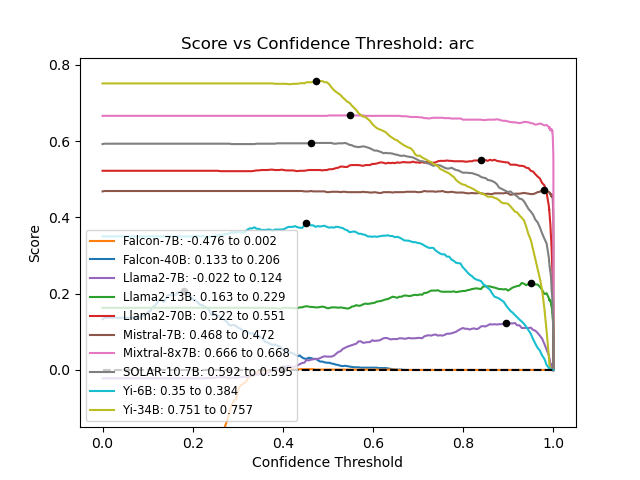 Score vs Confidence Threshold: arc
0.8
0.6
0.4
0.2
0.0
Score
Falcon-7B: -0.476 to 0.002
Falcon-40B: 0.133 to 0.206
Llama2-7B: -0.022 to 0.124
Llama2-13B: 0.163 to 0.229
Llama2-70B: 0.522 to 0.551
Mistral-7B: 0.468 to 0.472
Mixtral-8x7B: 0.666 to 0.668
SOLAR-10.7B: 0.592 to 0.595
Yi-6B: 0.35 to 0.384
Yi-34B: 0.751 to 0.757
0.0 0.2 0.4 0.6 0.8 1.0
Confidence Threshold